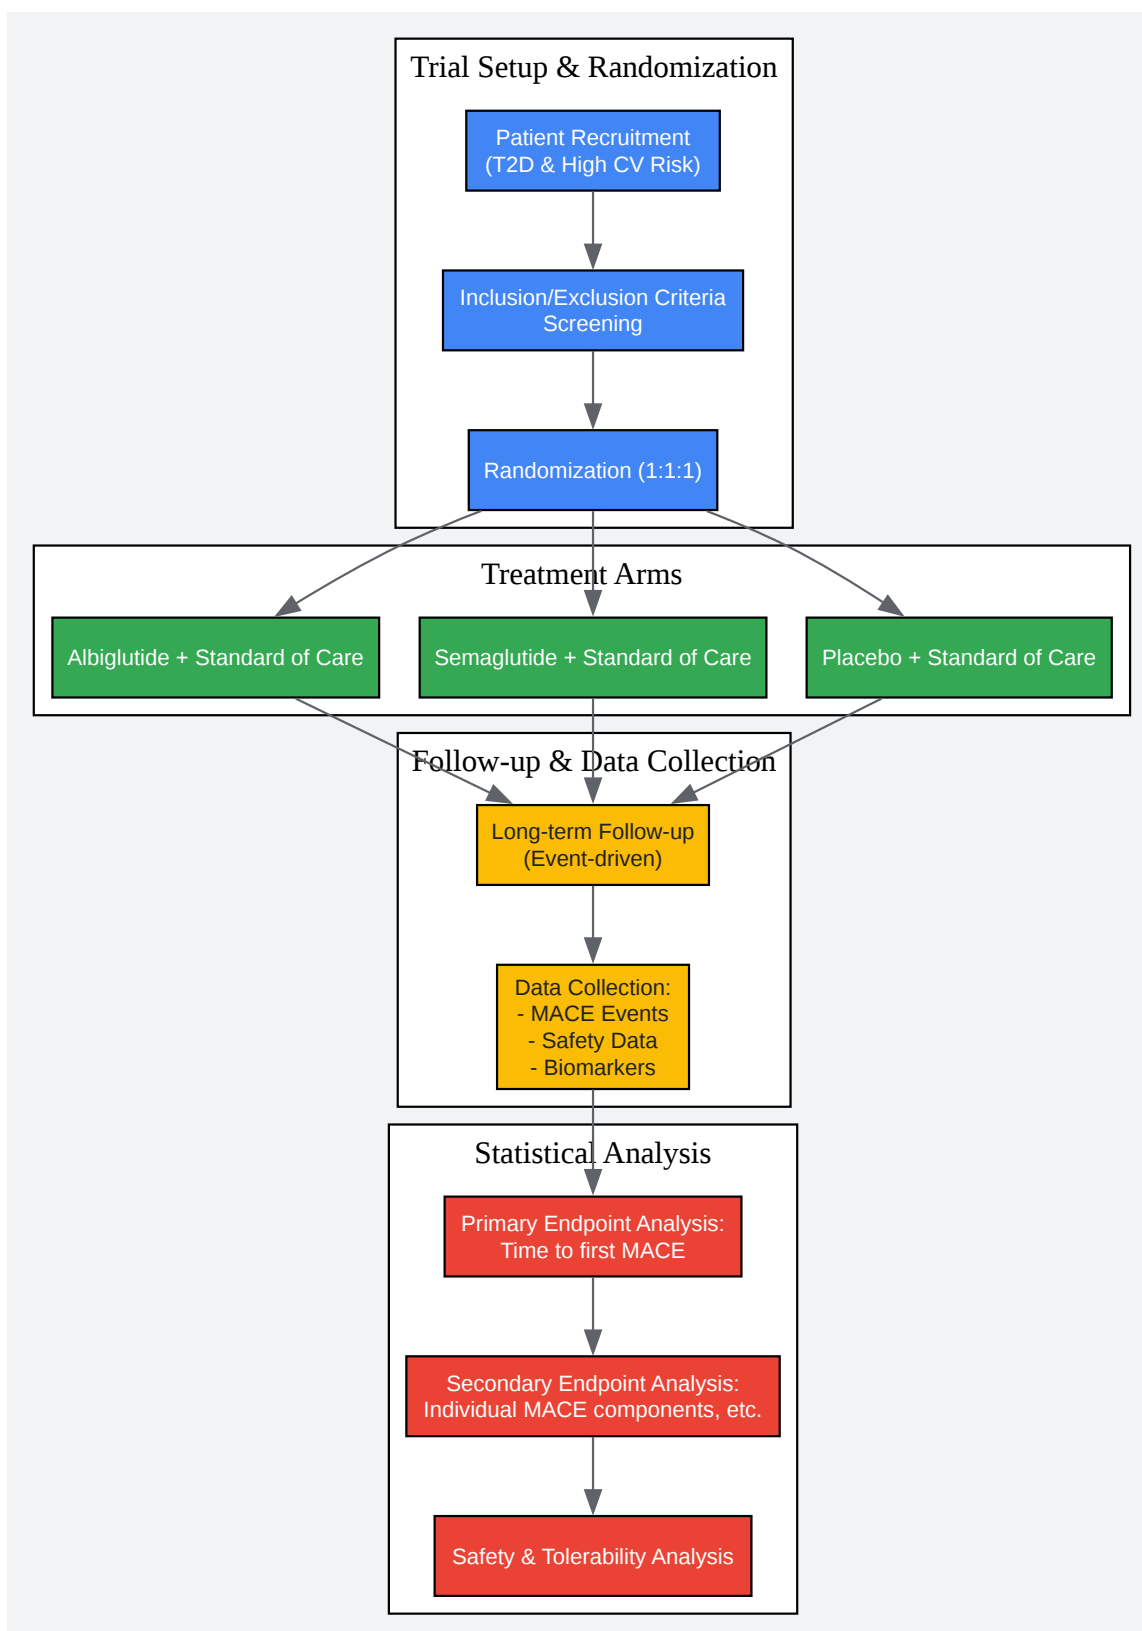 Trial Setup & Randomization
Patient Recruitment
(T2D & High CV Risk)
Inclusion/Exclusion Criteria
Screening
Randomization (1:1:1)
Treatment Arms
Albiglutide + Standard of Care
Semaglutide + Standard of Care
Placebo + Standard of Care
Follow-up & Data Collection
Long-term Follow-up
(Event-driven)
Data Collection:
- MACE Events
- Safety Data
- Biomarkers
Statistical Analysis
Primary Endpoint Analysis:
Time to first MACE
Secondary Endpoint Analysis:
Individual MACE components, etc.
Safety & Tolerability Analysis